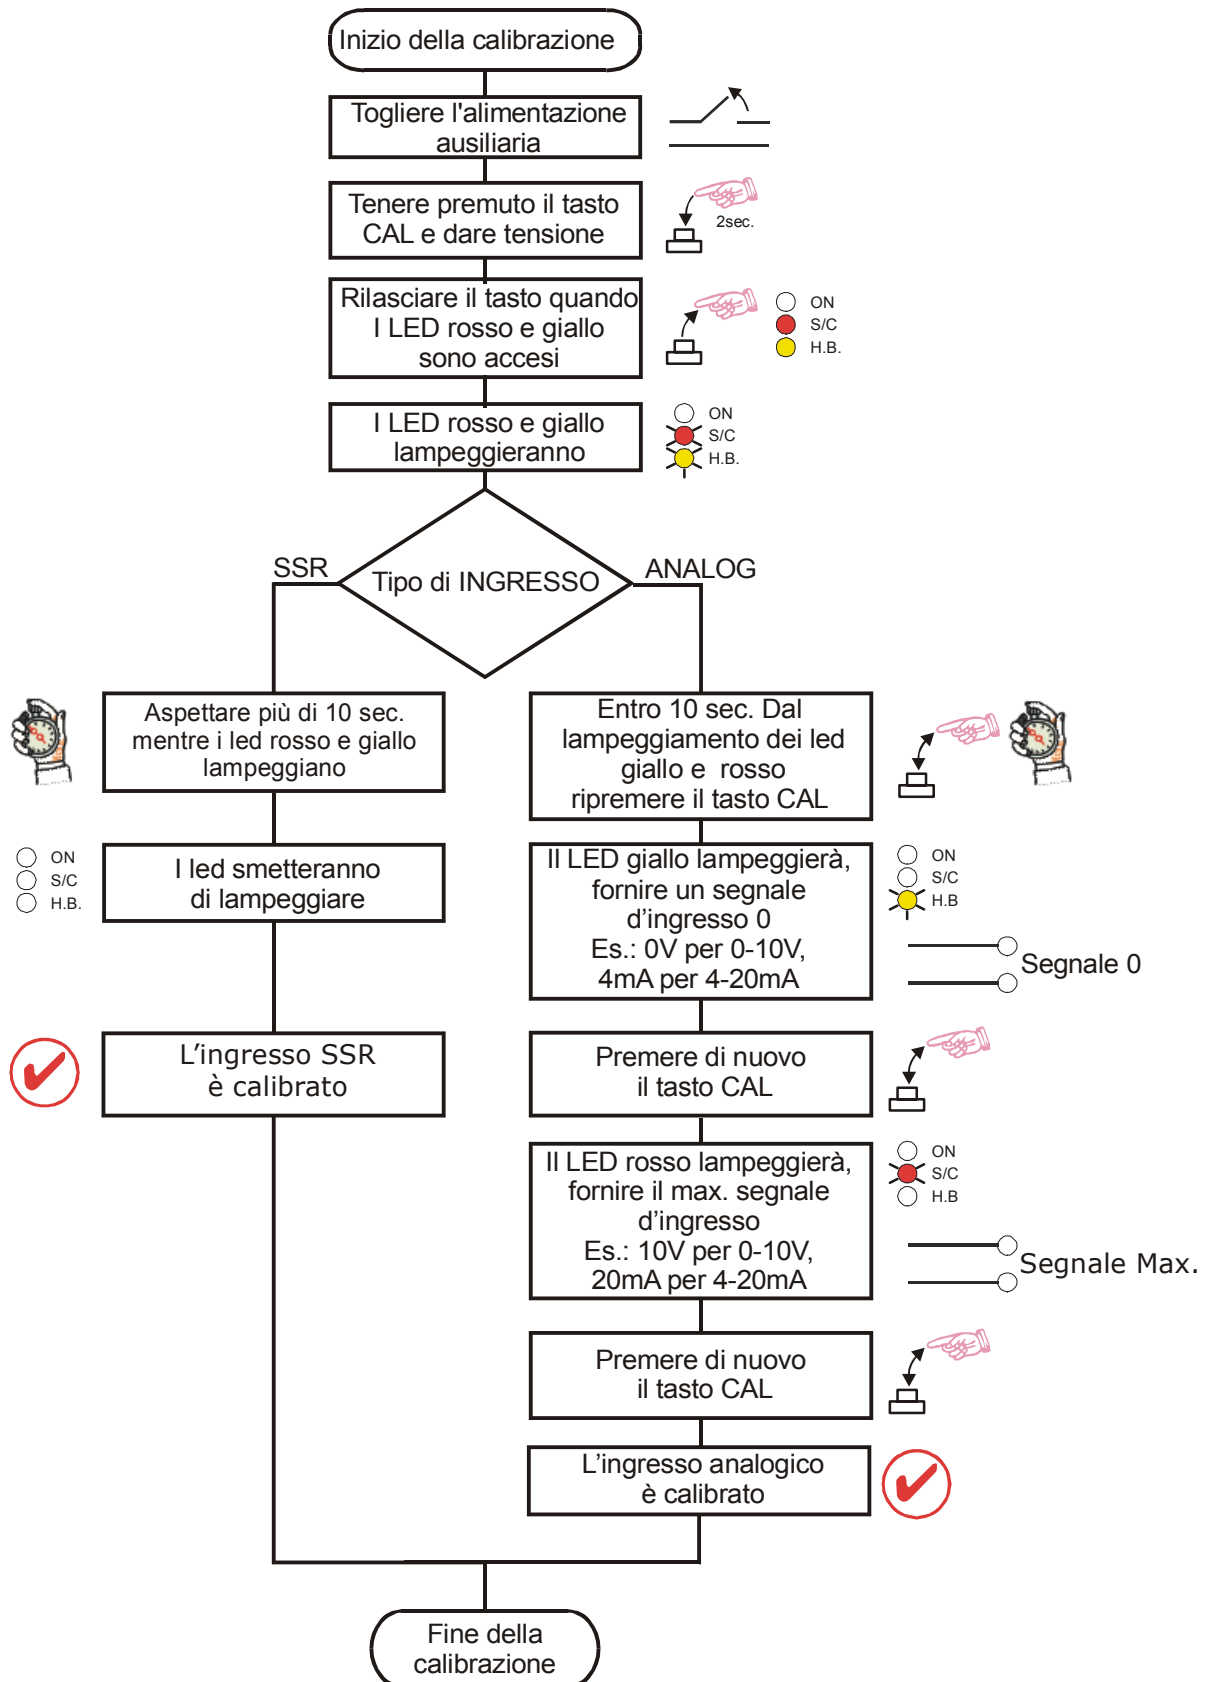 Inizio della calibrazione
Togliere l'alimentazione
ausiliaria
Tenere premuto il tasto
CAL e dare tensione
2sec.
Rilasciare il tasto quando
I LED rosso e giallo
sono accesi
ON
S/C
H.B.
I LED rosso e giallo
lampeggieranno
ON
S/C
H.B.
SSR
Tipo di INGRESSO
ANALOG
Aspettare più di 10 sec.
mentre i led rosso e giallo
lampeggiano
Entro 10 sec. Dal
lampeggiamento dei led
giallo e rosso
ripremere il tasto CAL
ON
S/C
H.B.
I led smetteranno
di lampeggiare
Il LED giallo lampeggierà,
fornire un segnale
d'ingresso 0
Es.: 0V per 0-10V,
4mA per 4-20mA
ON
S/C
H.B
Segnale 0
L'ingresso SSR
è calibrato
Premere di nuovo
il tasto CAL
Il LED rosso lampeggierà,
fornire il max. segnale
d'ingresso
Es.: 10V per 0-10V,
20mA per 4-20mA
ON
S/C
H.B
Segnale Max.
Premere di nuovo
il tasto CAL
L'ingresso analogico
è calibrato
Fine della
calibrazione